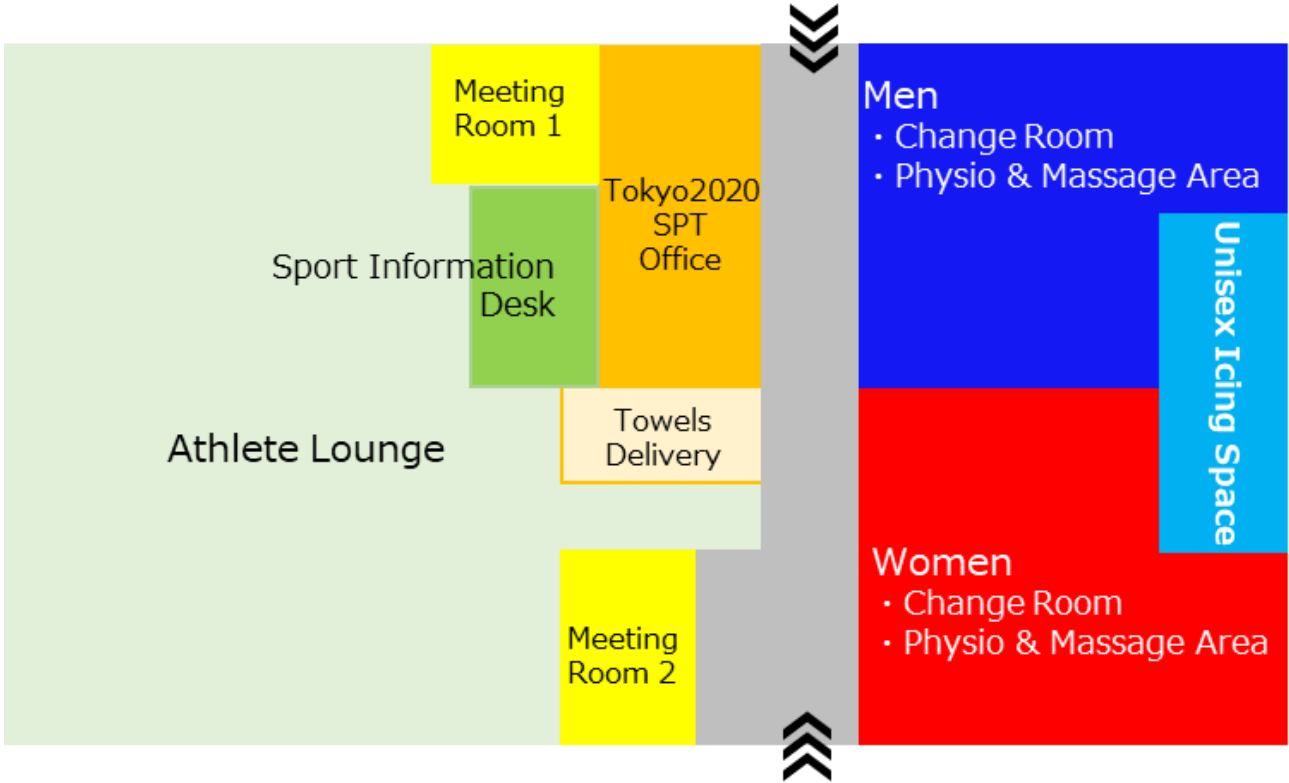 Meeting
Room 1
Tokyo2020
SPT
Office
Sport Information
Desk
Towels
Delivery
Athlete Lounge
Meeting
Room 2
Men
・Change Room
・Physio & Massage Area
Unisex Icing Space
Women
・Change Room
・Physio & Massage Area